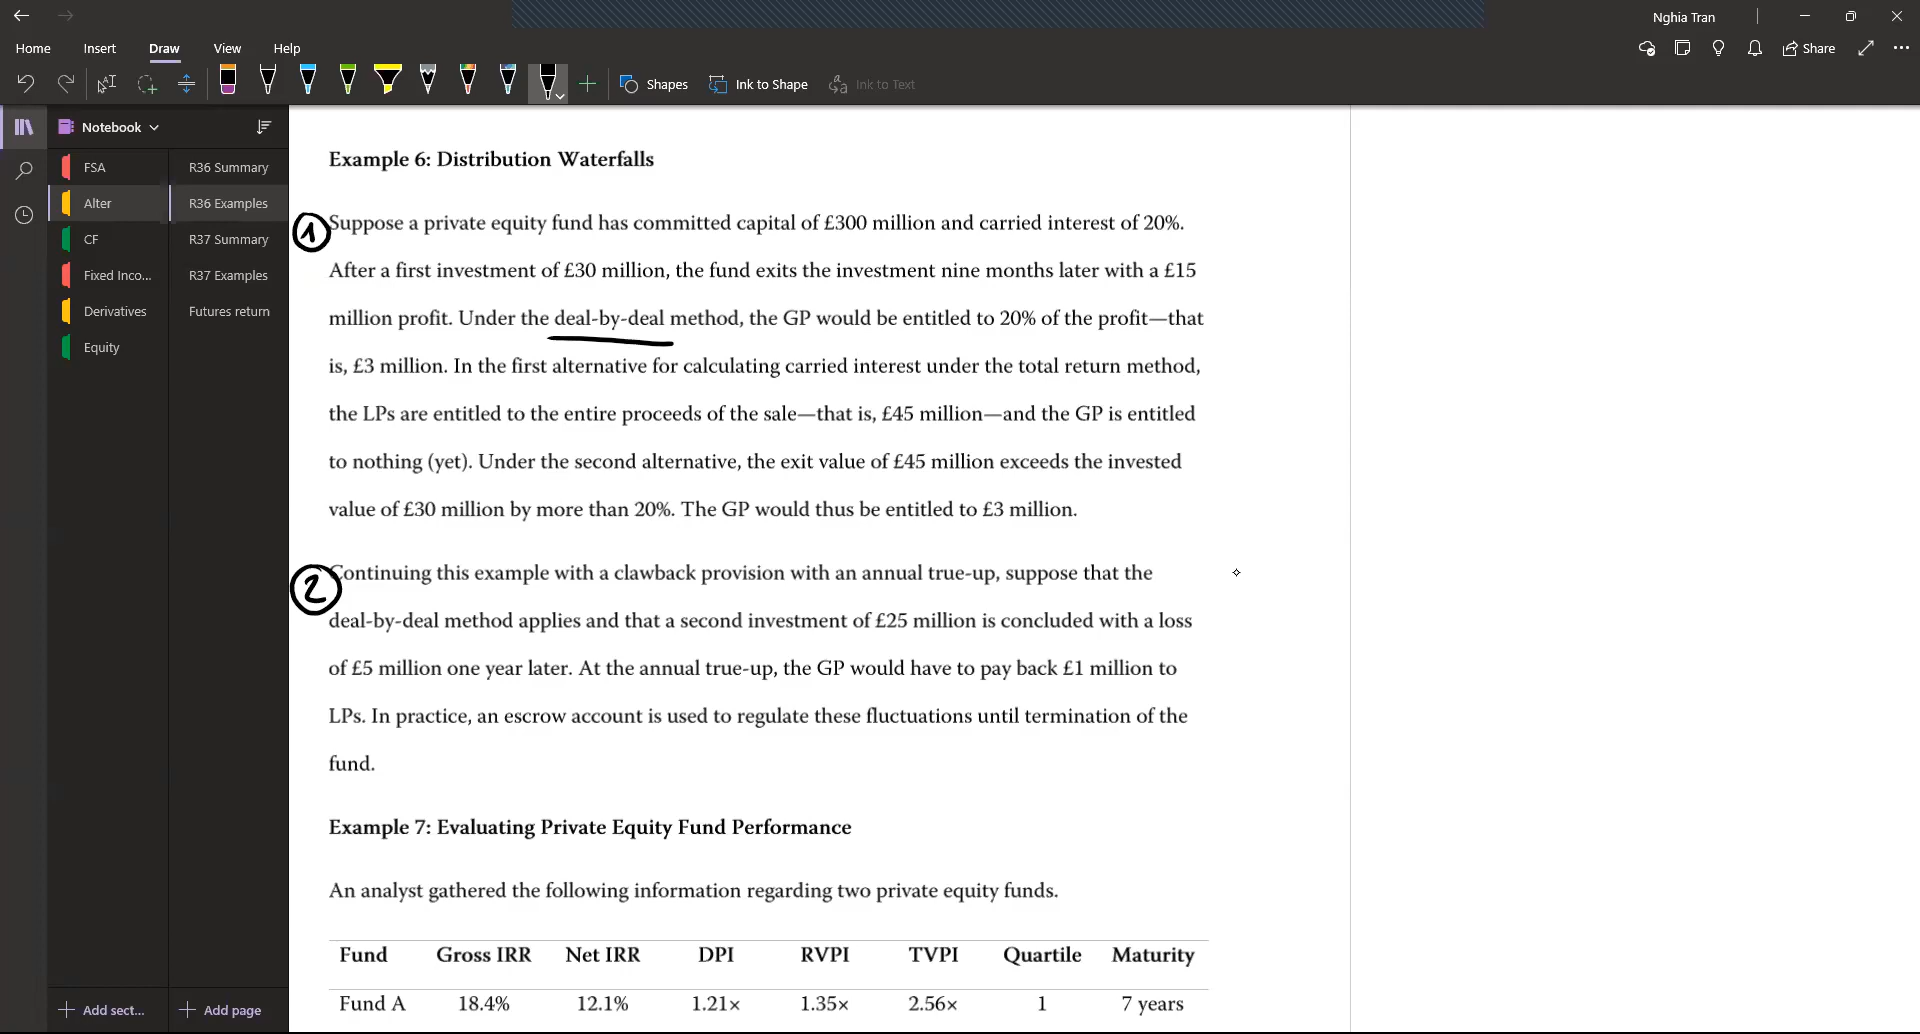 Nghia Tran
Home Insert Draw View Help
Share
Shapes Ink to Shape Ink to Text
Notebook
FSA
Alter
CF
Fixed Inco...
Derivatives
Equity
R36 Summary
R36 Examples
R37 Summary
R37 Examples
Futures return
Example 6: Distribution Waterfalls
1
Suppose a private equity fund has committed capital of £300 million and carried interest of 20%.
After a first investment of £30 million, the fund exits the investment nine months later with a £15
million profit. Under the deal-by-deal method, the GP would be entitled to 20% of the profit—that
is, £3 million. In the first alternative for calculating carried interest under the total return method,
the LPs are entitled to the entire proceeds of the sale—that is, £45 million—and the GP is entitled
to nothing (yet). Under the second alternative, the exit value of £45 million exceeds the invested
value of £30 million by more than 20%. The GP would thus be entitled to £3 million.
2
Continuing this example with a clawback provision with an annual true-up, suppose that the
deal-by-deal method applies and that a second investment of £25 million is concluded with a loss
of £5 million one year later. At the annual true-up, the GP would have to pay back £1 million to
LPs. In practice, an escrow account is used to regulate these fluctuations until termination of the
fund.
Example 7: Evaluating Private Equity Fund Performance
An analyst gathered the following information regarding two private equity funds.
Fund Gross IRR Net IRR DPI RVPI TVPI Quartile Maturity
Fund A 18.4% 12.1% 1.21× 1.35× 2.56× 1 7 years
Add sect... Add page